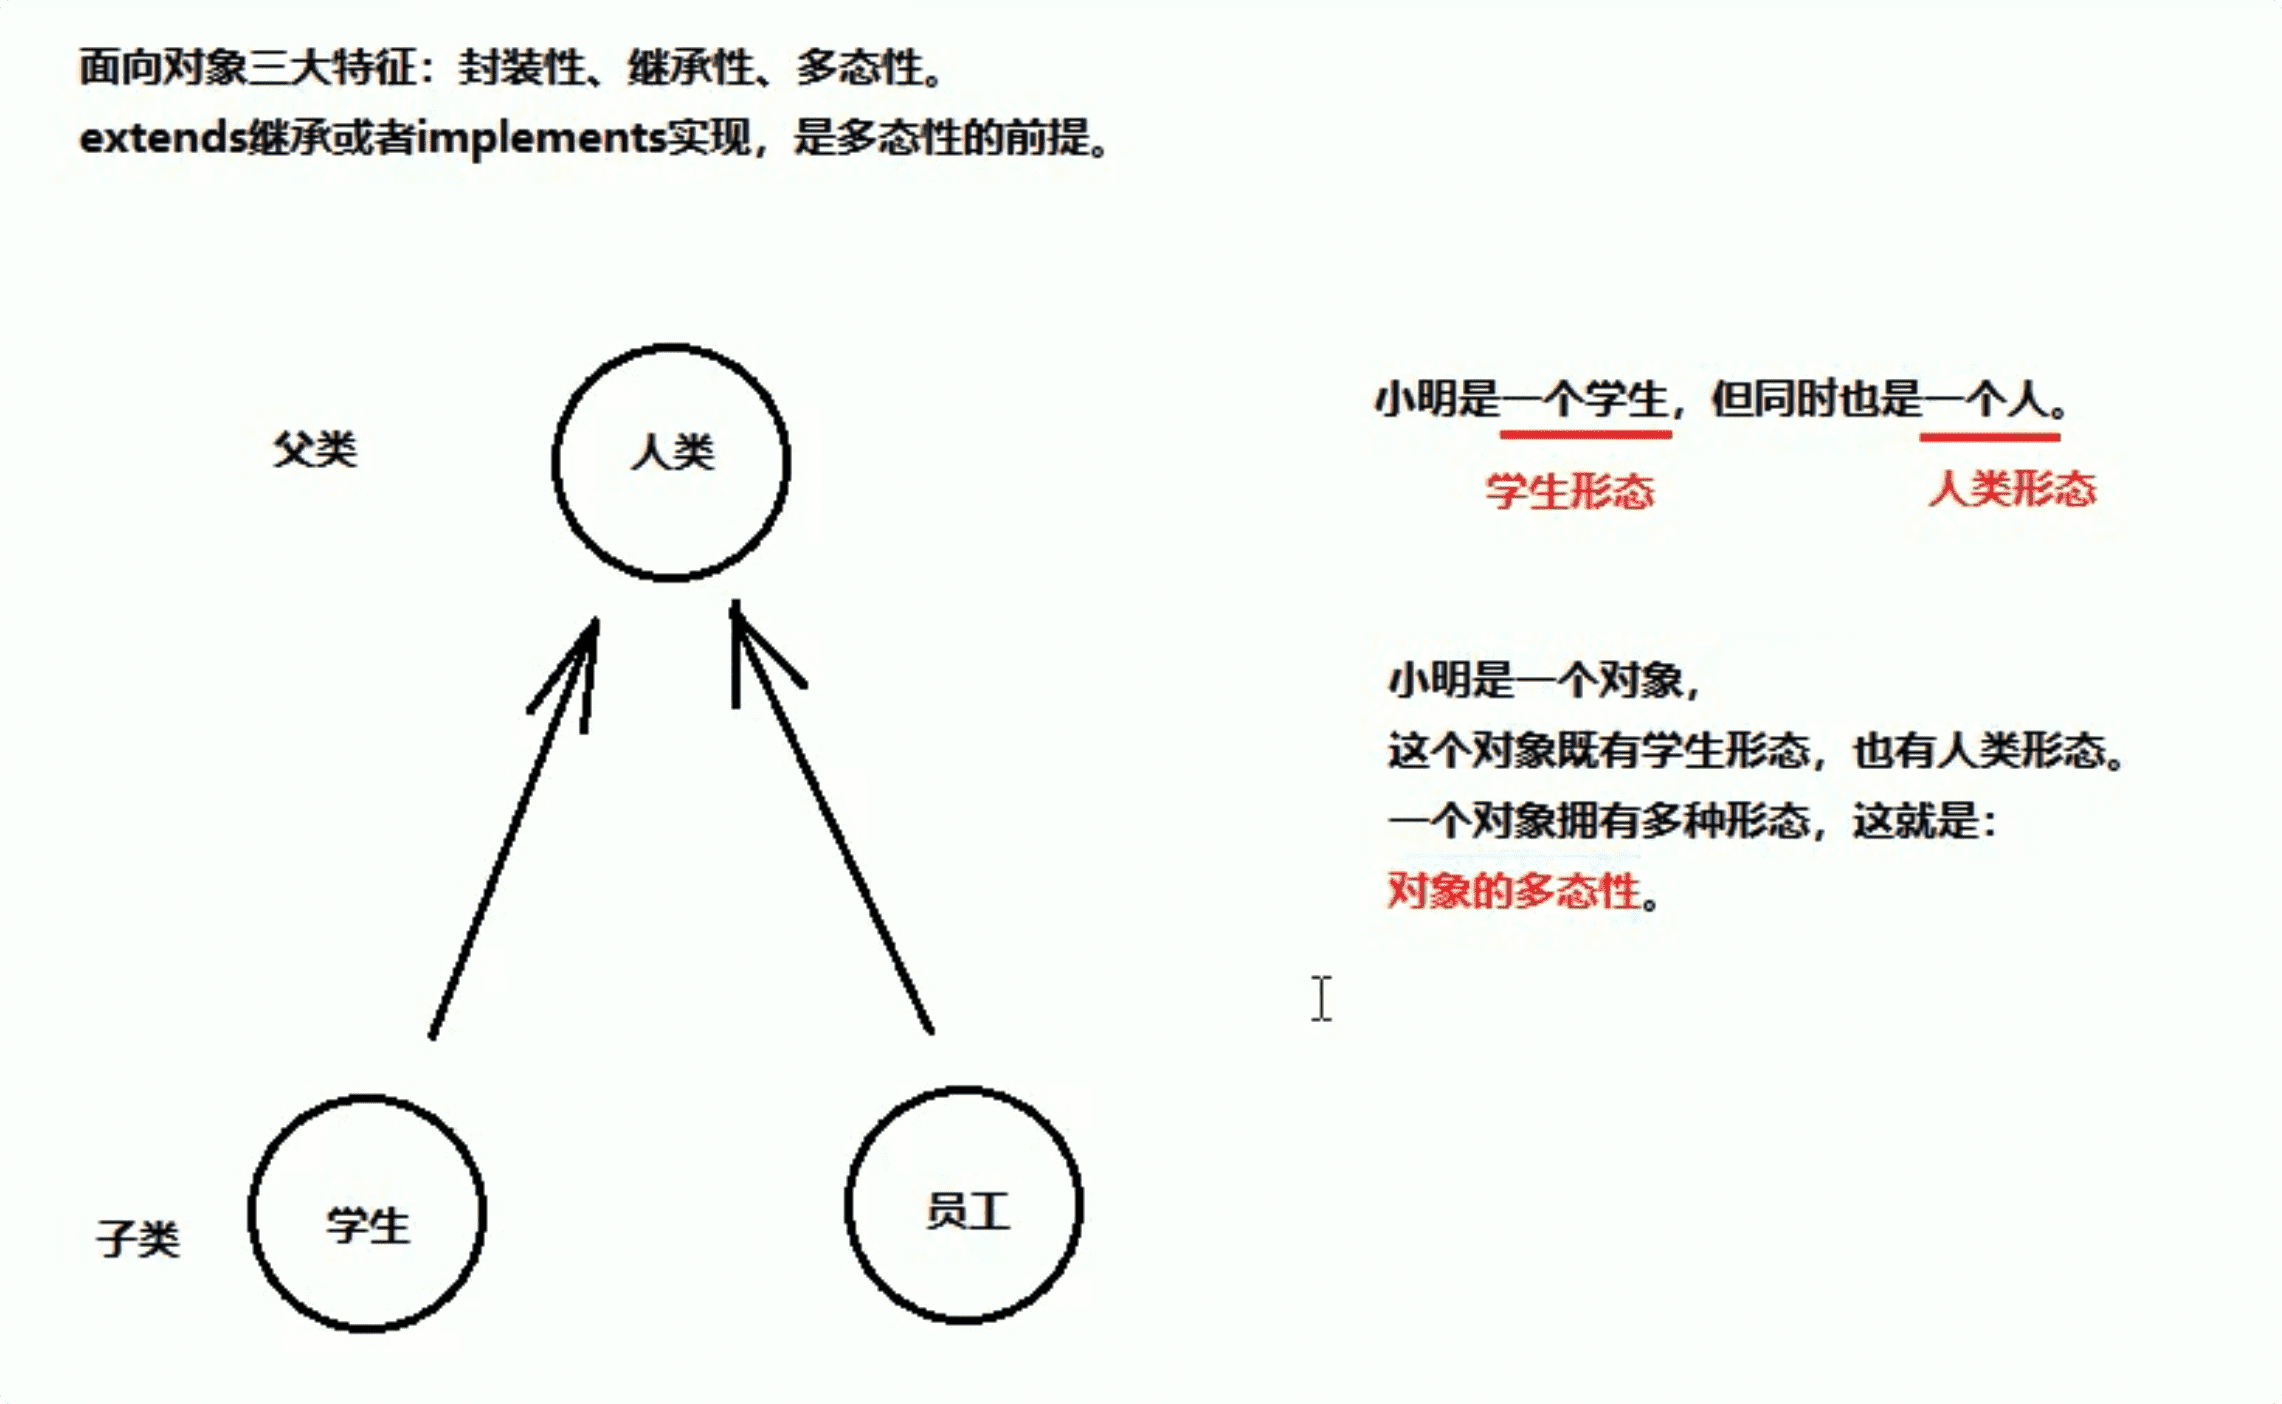 面向对象三大特征：封装性、继承性、多态性。
extends继承或者implements实现，是多态性的前提。
父类
人类
小明是一个学生，但同时也是一个人。
学生形态
人类形态
小明是一个对象，
这个对象既有学生形态，也有人类形态。
一个对象拥有多种形态，这就是：
对象的多态性。
子类
学生
员工